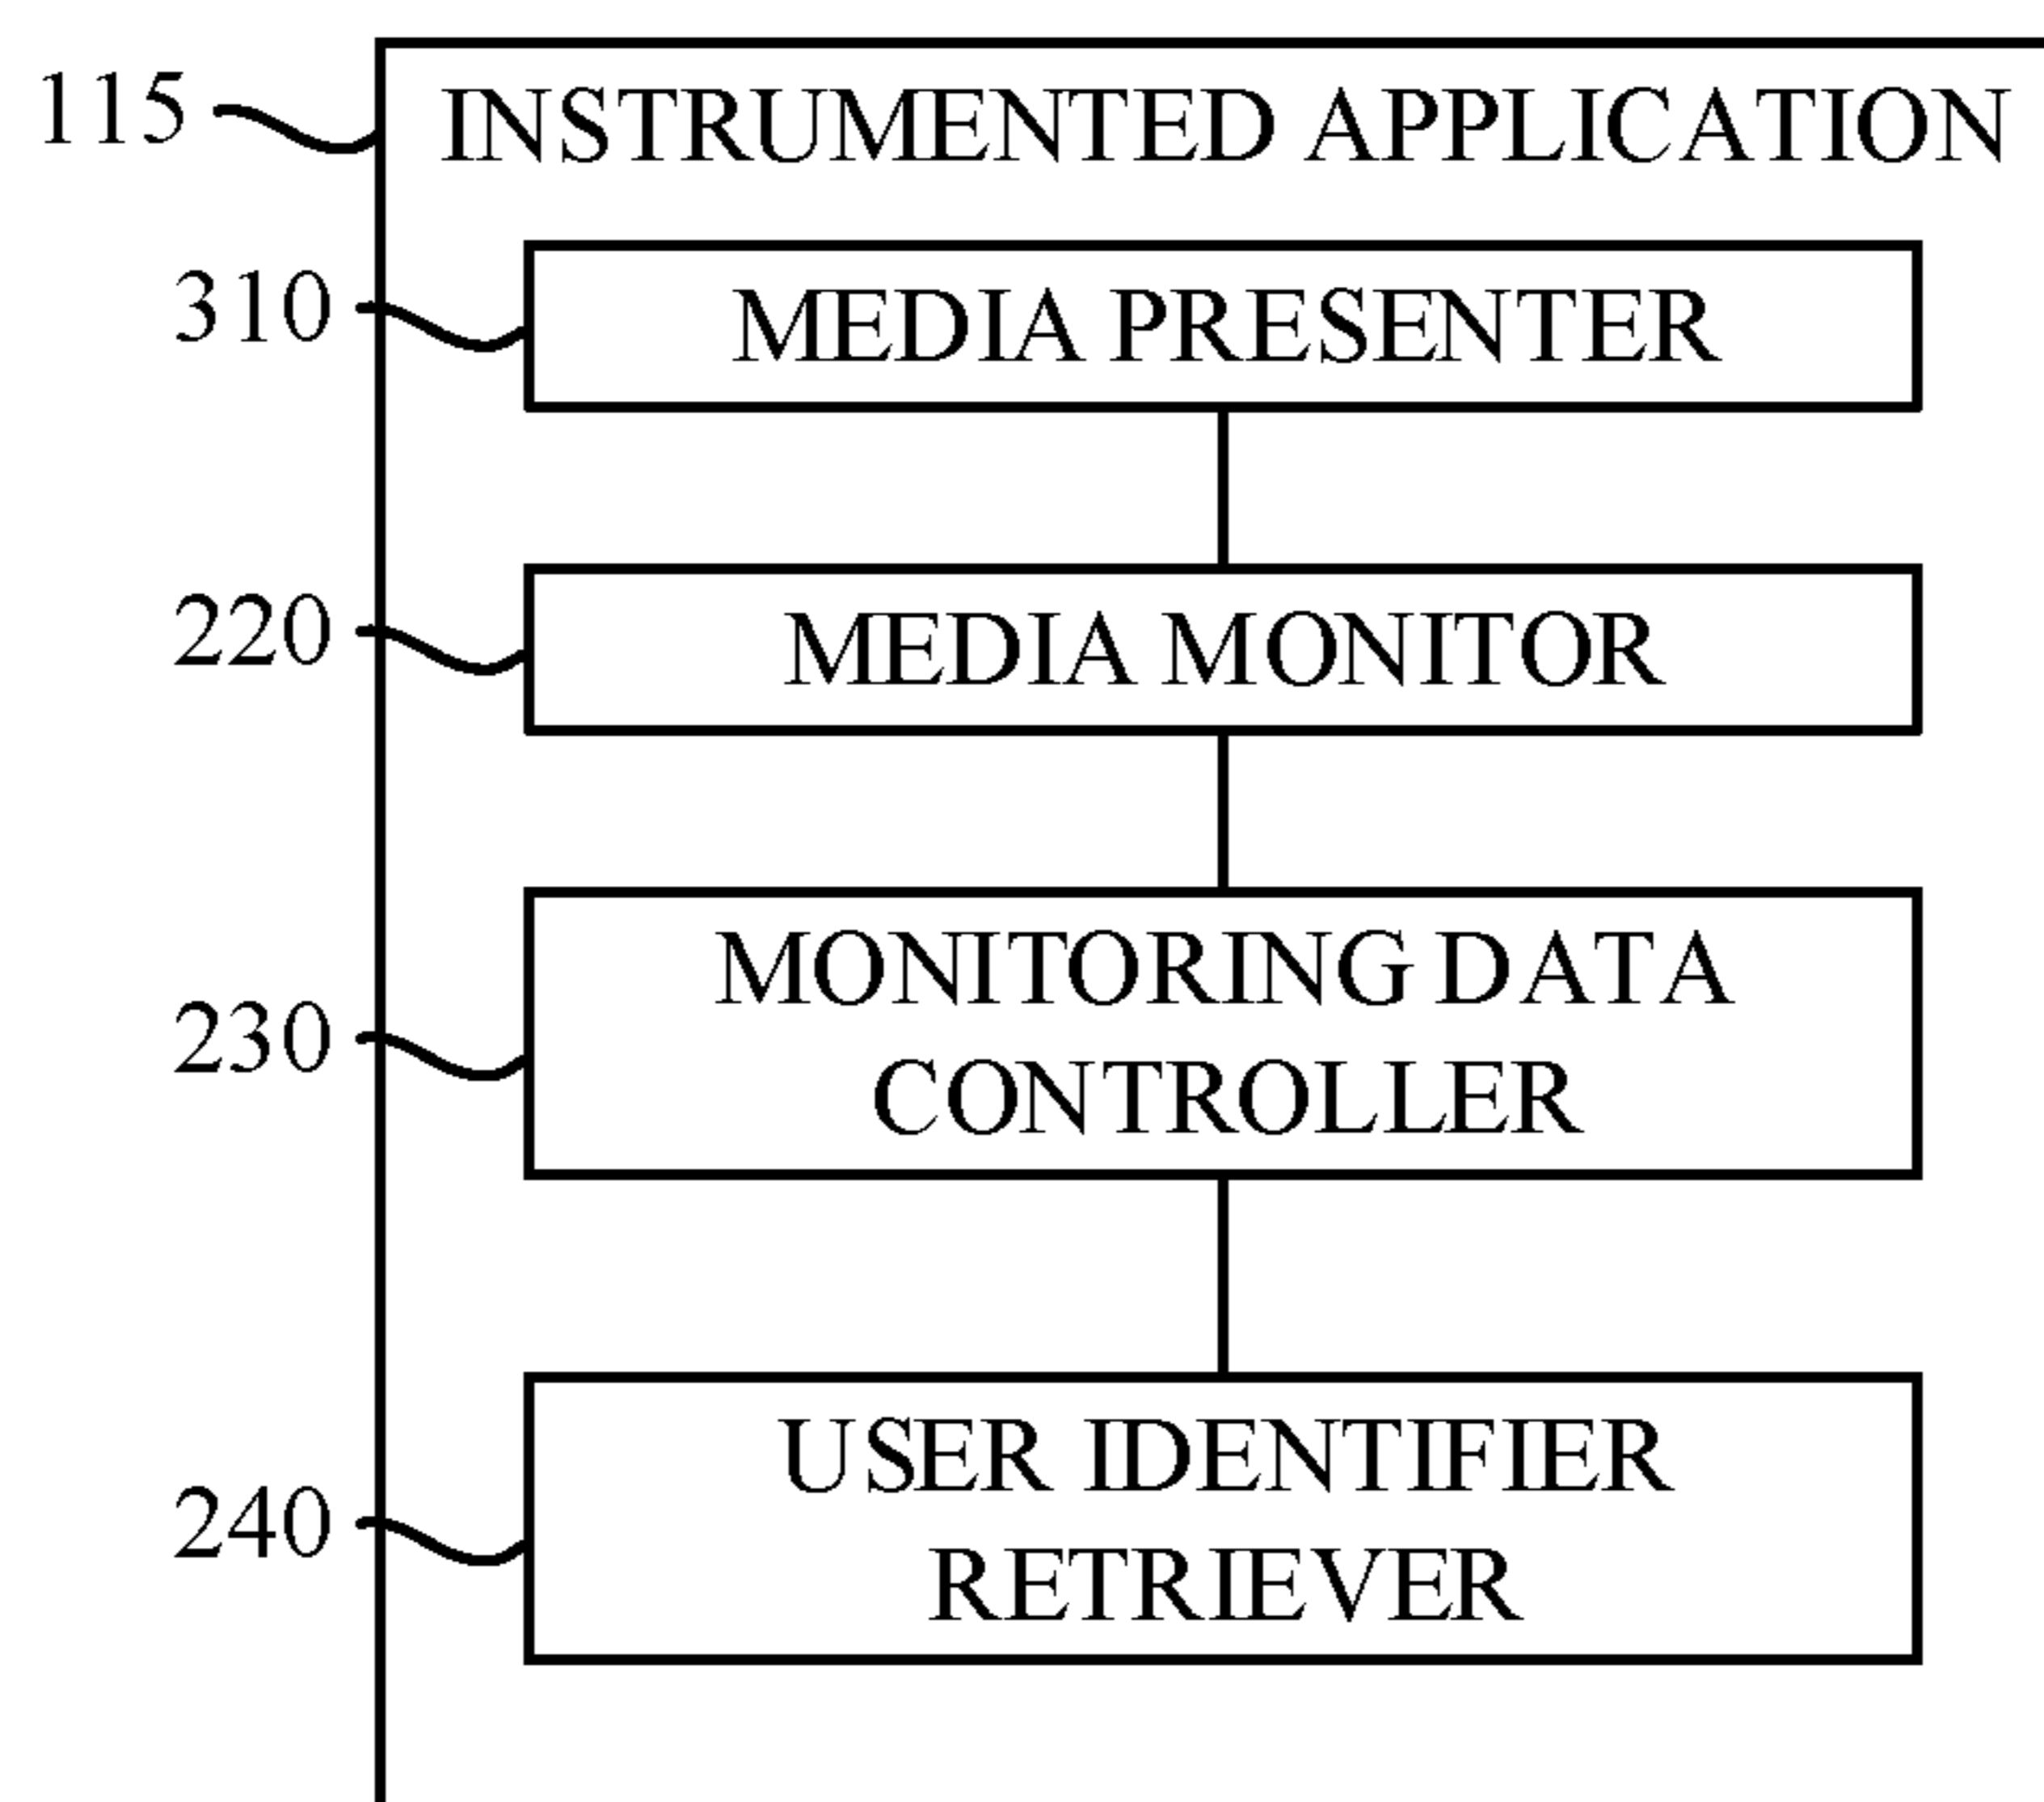 115 INSTRUMENTED APPLICATION
310 MEDIA PRESENTER
220 MEDIA MONITOR
MONITORING DATA
230
CONTROLLER
USER IDENTIFIER
240
RETRIEVER